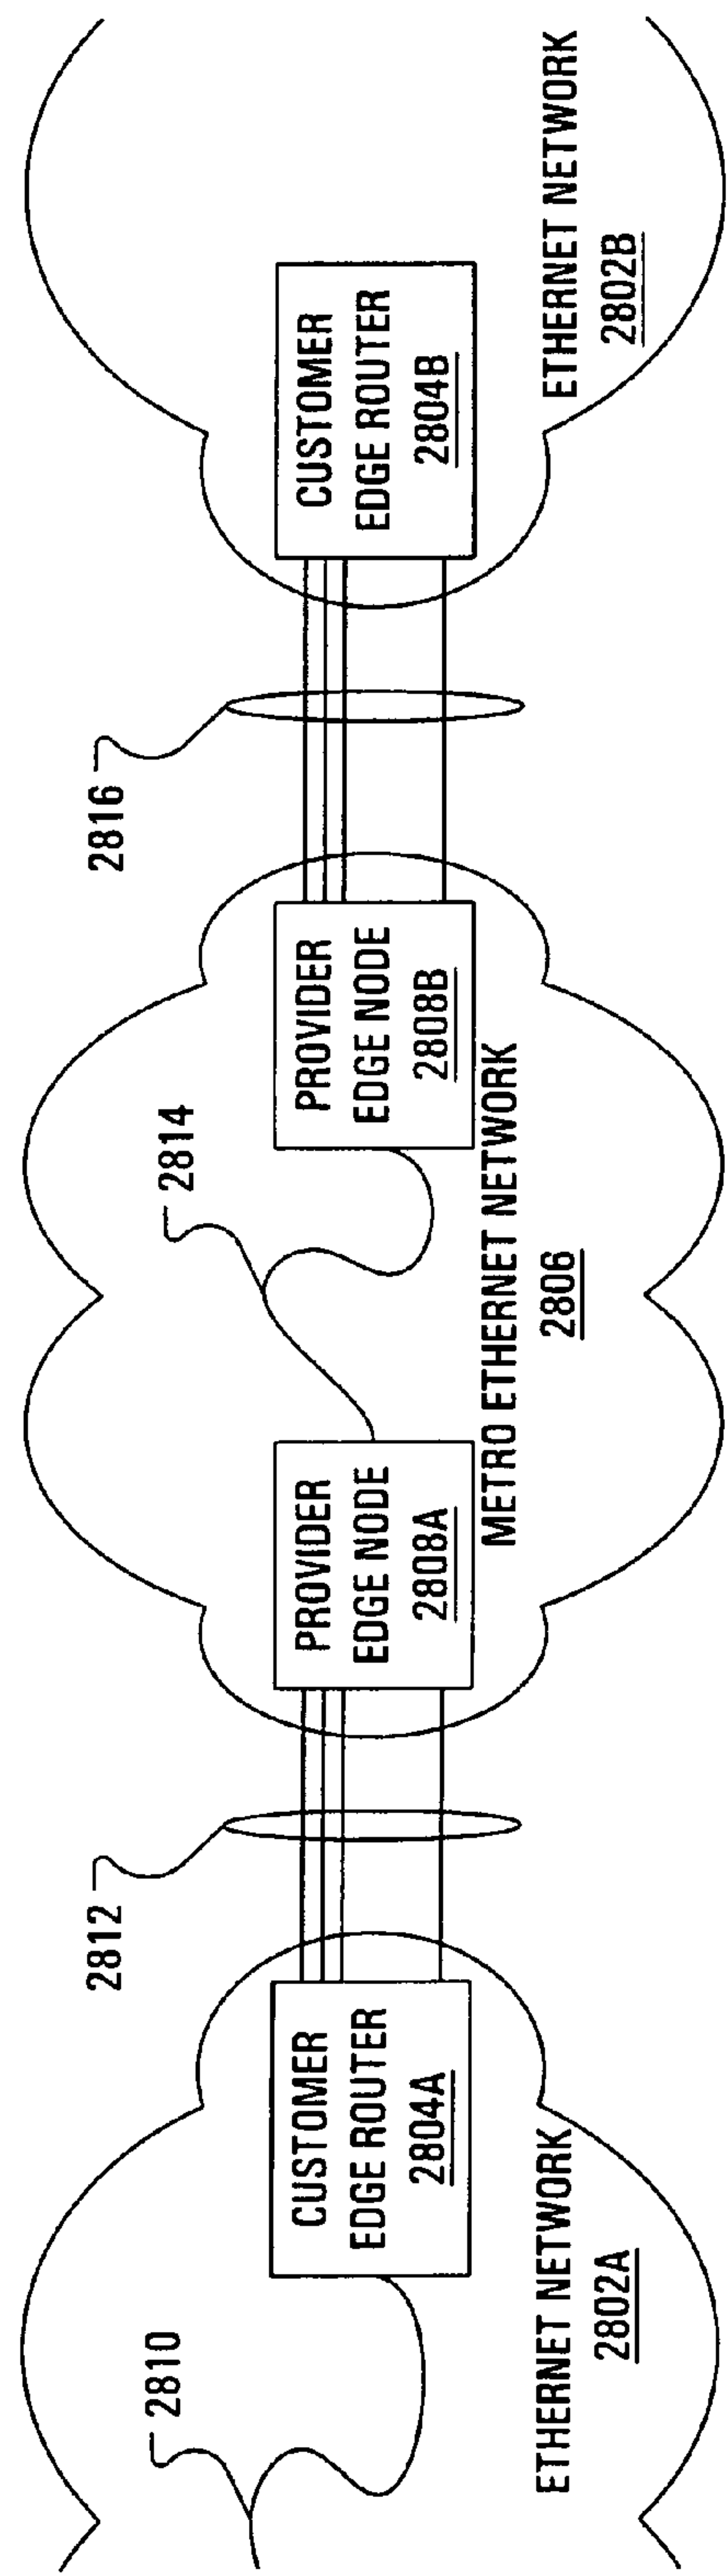 2810
CUSTOMER
EDGE ROUTER
2804A
ETHERNET NETWORK
2802A
2812
PROVIDER
EDGE NODE
2808A
2814
METRO ETHERNET NETWORK
2806
PROVIDER
EDGE NODE
2808B
2816
CUSTOMER
EDGE ROUTER
2804B
ETHERNET NETWORK
2802B